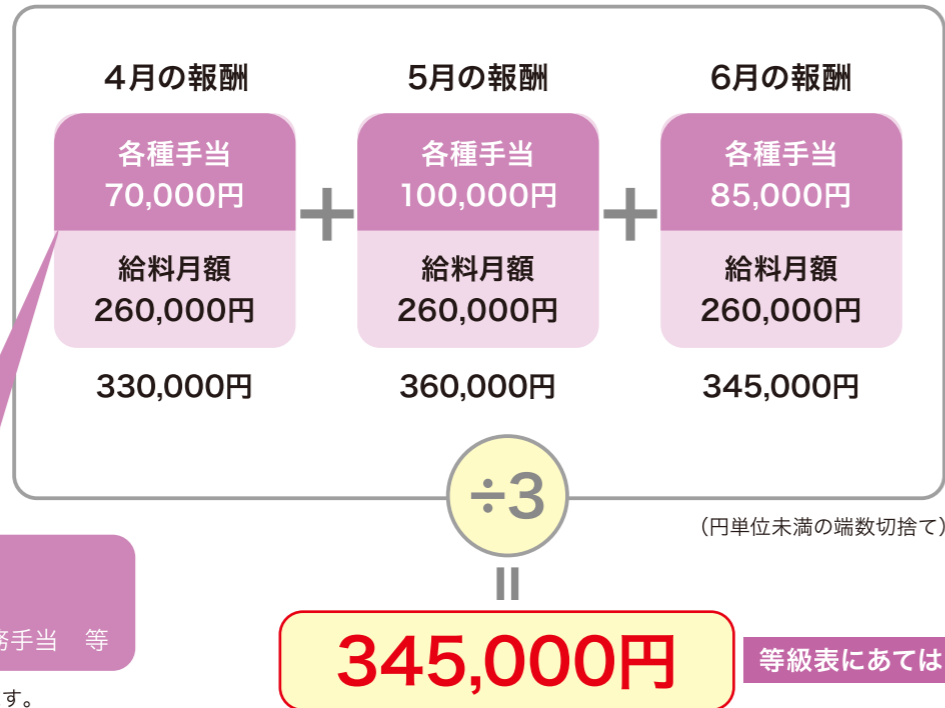 4月の報酬
各種手当
70,000円
給料月額
260,000円
330,000円
+
5月の報酬
各種手当
100,000円
給料月額
260,000円
360,000円
+
6月の報酬
各種手当
85,000円
給料月額
260,000円
345,000円
÷3
(円単位未満の端数切捨て)
=
345,000円
等級表にあては
手当 等
す。